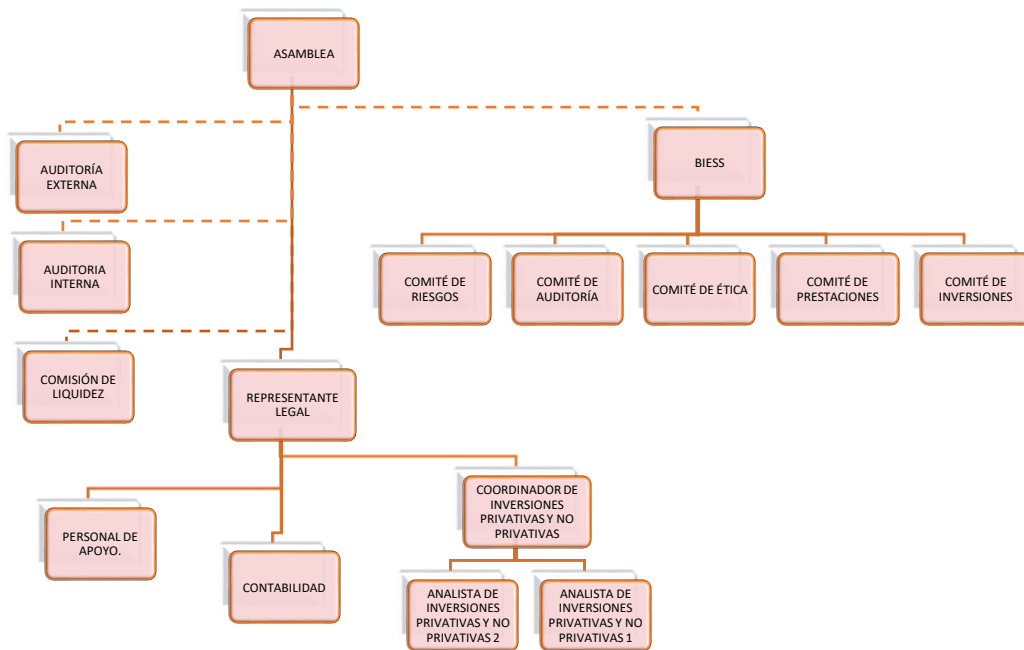 ASAMBLEA
AUDITORÍA
EXTERNA
BIESS
AUDITORIA
INTERNA
COMITÉ DE
RIESGOS
COMITÉ DE
AUDITORÍA
COMITÉ DE ÉTICA
COMITÉ DE
PRESTACIONES
COMITÉ DE
INVERSIONES
COMISIÓN DE
LIQUIDEZ
REPRESENTANTE
LEGAL
PERSONAL DE
APOYO.
CONTABILIDAD
COORDINADOR DE
INVERSIONES
PRIVATIVAS Y NO
PRIVATIVAS
ANALISTA DE
INVERSIONES
PRIVATIVAS Y NO
PRIVATIVAS 2
ANALISTA DE
INVERSIONES
PRIVATIVAS Y NO
PRIVATIVAS 1